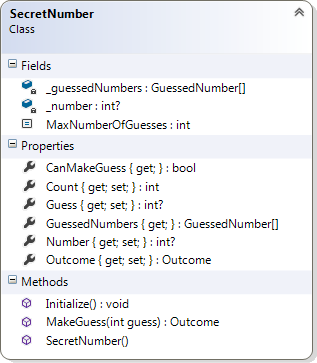 SecretNumber
Class
Fields
_guessedNumbers : GuessedNumber[]
_number : int?
MaxNumberOfGuesses : int
Properties
CanMakeGuess { get; } : bool
Count { get; set; } : int
Guess { get; set; } : int?
GuessedNumbers { get; } : GuessedNumber[]
Number { get; set; } : int?
Outcome { get; set; } : Outcome
Methods
Initialize() : void
MakeGuess(int guess) : Outcome
SecretNumber()